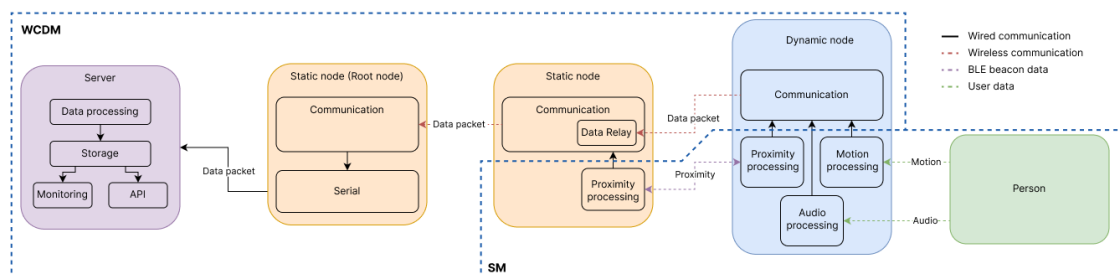 WCDM
Server
Data processing
Storage
Monitoring
API
Data packet
Static node (Root node)
Communication
Serial
Data packet
Static node
Communication
Data Relay
Proximity
processing
Data packet
Proximity
SM
Dynamic node
Communication
Proximity
processing
Motion
processing
Audio
processing
Motion
Audio
Person
Wired communication
Wireless communication
BLE beacon data
User data